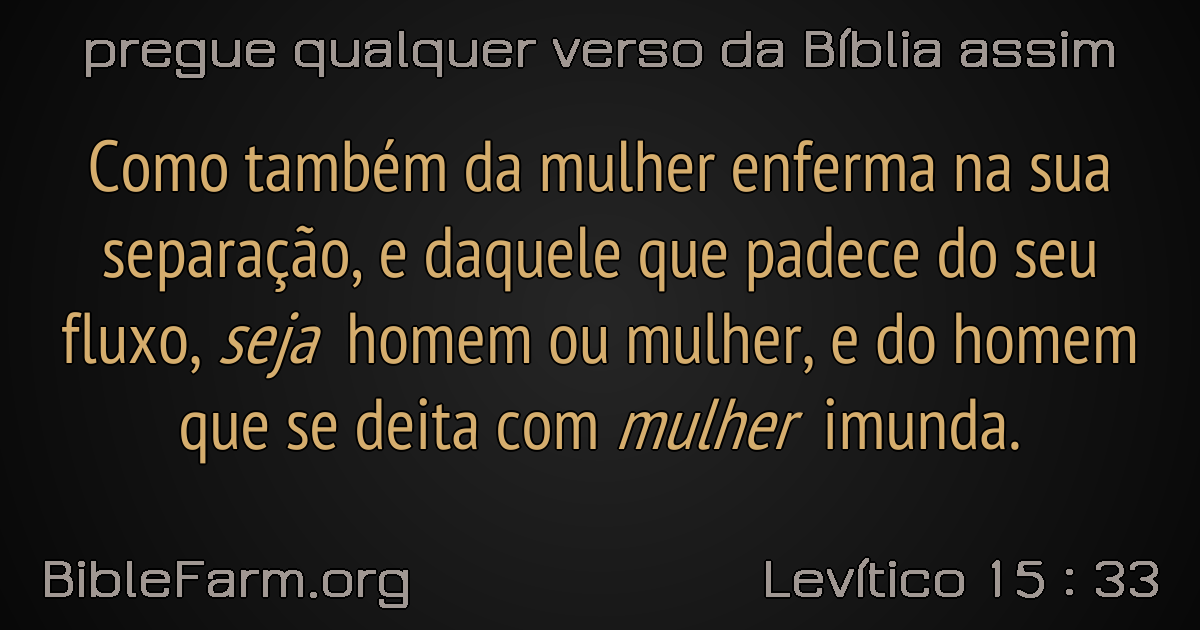 pregue qualquer verso da Bíblia assim
Como também da mulher enferma na sua
separação, e daquele que padece do seu
fluxo, seja homem ou mulher, e do homem
que se deita com mulher imunda.
BibleFarm.org
Levítico 15 : 33